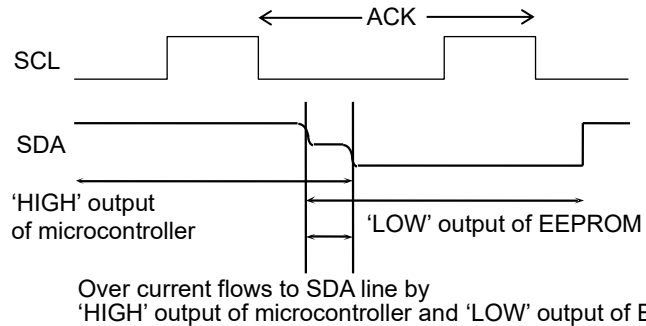 ACK
SCL
SDA
‘HIGH’ output
of microcontroller
‘LOW’ output of EEPROM
Over current flows to SDA line by
‘HIGH’ output of microcontroller and ‘LOW’ output of E